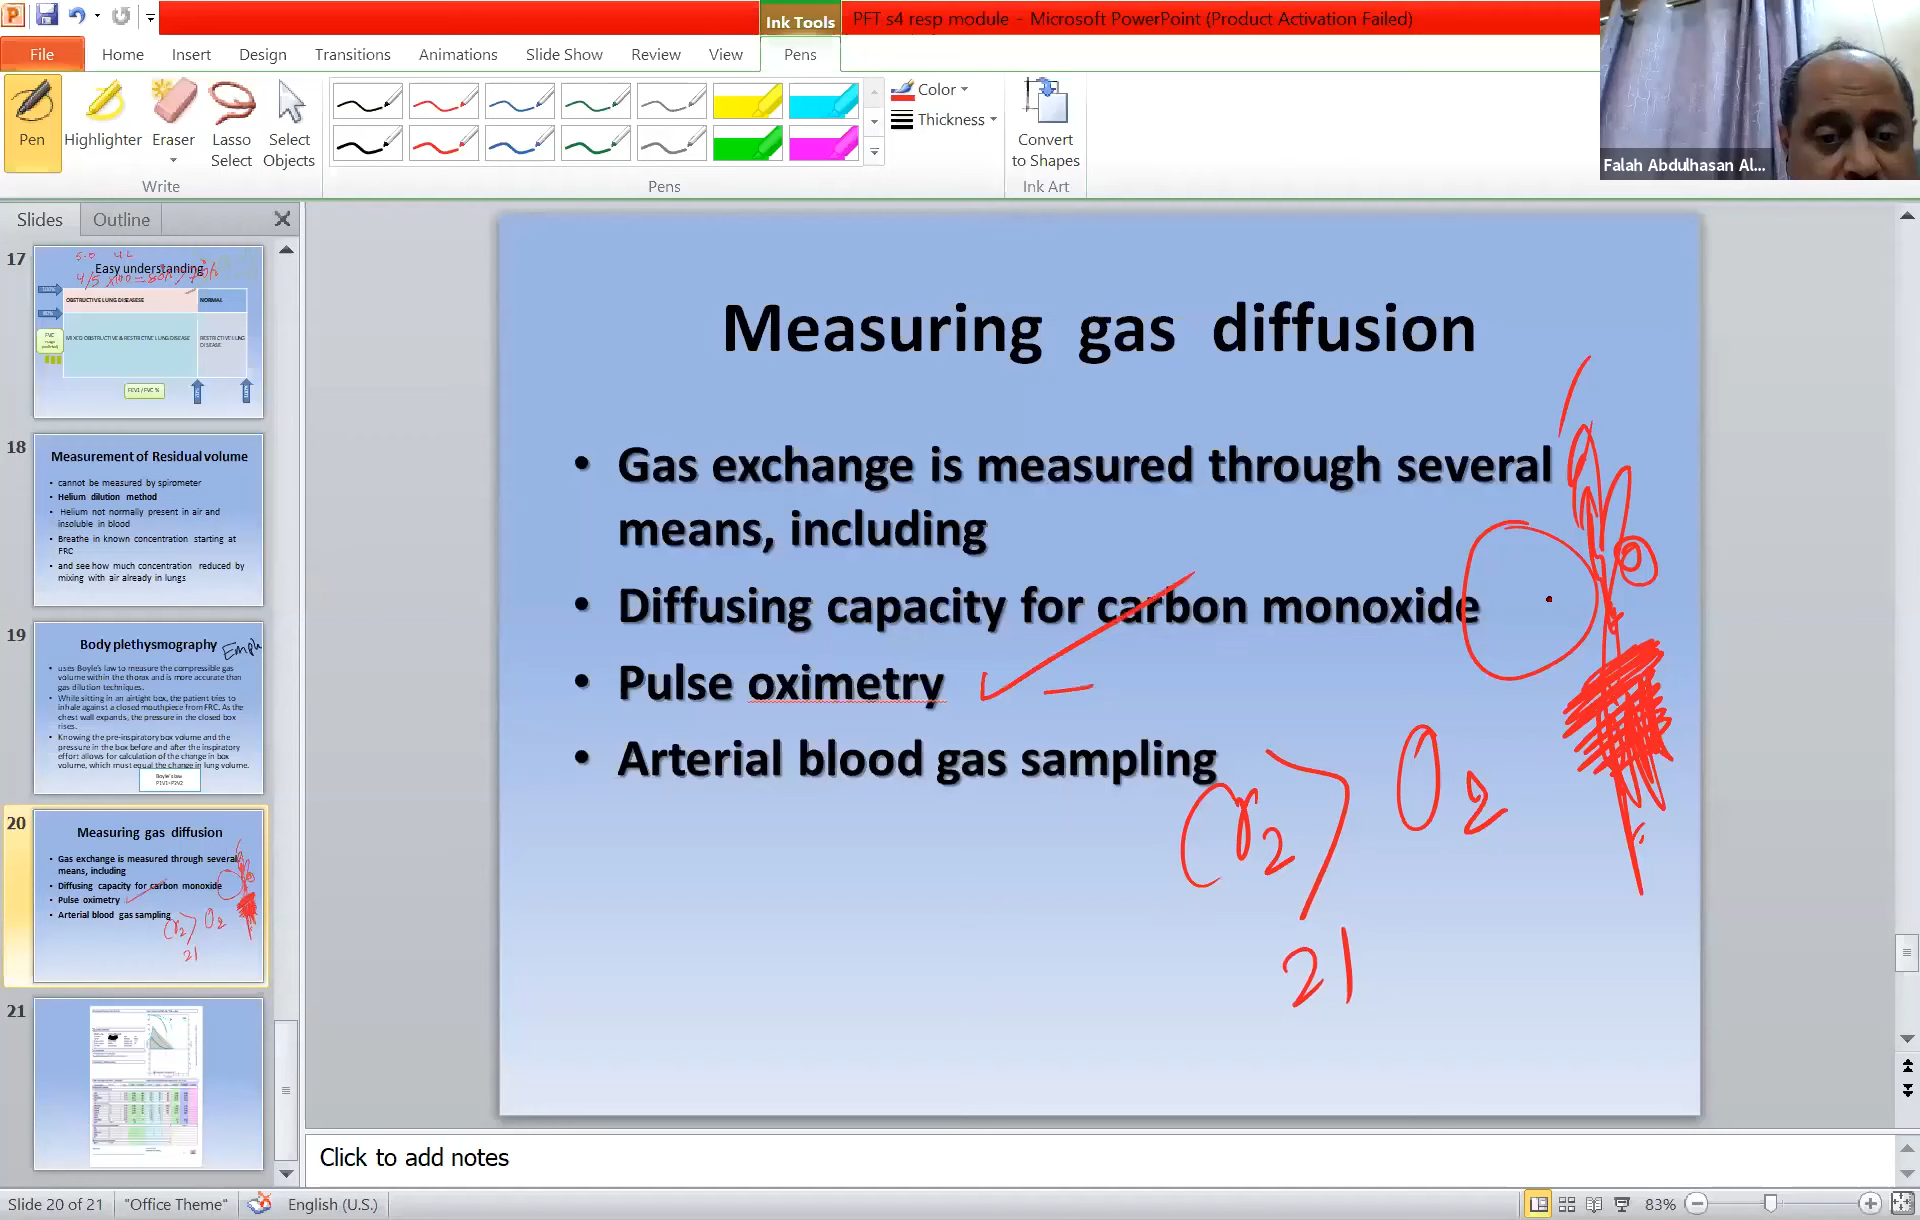 Ink Tools
PFT s4 resp module - Microsoft PowerPoint (Product Activation Failed)
File
Home
Insert
Design
Transitions
Animations
Slide Show
Review
View
Pens
Pen
Highlighter
Eraser
Lasso
Select
Select
Objects
Color
Thickness
Convert
to Shapes
Write
Pens
Ink Art
Falah Abdulhasan Al...
Slides
Outline
17
Easy understanding
OBSTRUCTIVE LUNG DISEASESE
NORMAL
MIXED OBSTRUCTIVE & RESTRICTIVE LUNG DISEASE
RESTRICTIVE LUNG DISEASE
FEV1 / FVC %
18
Measurement of Residual volume
• cannot be measured by spirometer
• Helium dilution method
• Helium not normally present in air and
insoluble in blood
• Breathe in known concentration starting at
FRC
• and see how much concentration reduced by
mixing with air already in lungs
19
Body plethysmography
Emph
• uses Boyle's law to measure the compressible gas
volume within the thorax and is more accurate than
gas dilution techniques.
• While sitting in an airtight box, the patient tries to
inhale against a closed mouthpiece from FRC. As the
chest wall expands, the pressure in the closed box
rises.
• Knowing the pre-inspiratory box volume and the
pressure in the box before and after the inspiratory
effort allows for calculation of the change in box
volume, which must equal the change in lung volume.
Boyle's law
P1V1=P2V2
20
Measuring gas diffusion
• Gas exchange is measured through several
means, including
• Diffusing capacity for carbon monoxide
• Pulse oximetry
• Arterial blood gas sampling
O2
21
21
Measuring gas diffusion
• Gas exchange is measured through several
means, including
• Diffusing capacity for carbon monoxide
• Pulse oximetry
• Arterial blood gas sampling
O2
21
Click to add notes
Slide 20 of 21
"Office Theme"
English (U.S.)
83%